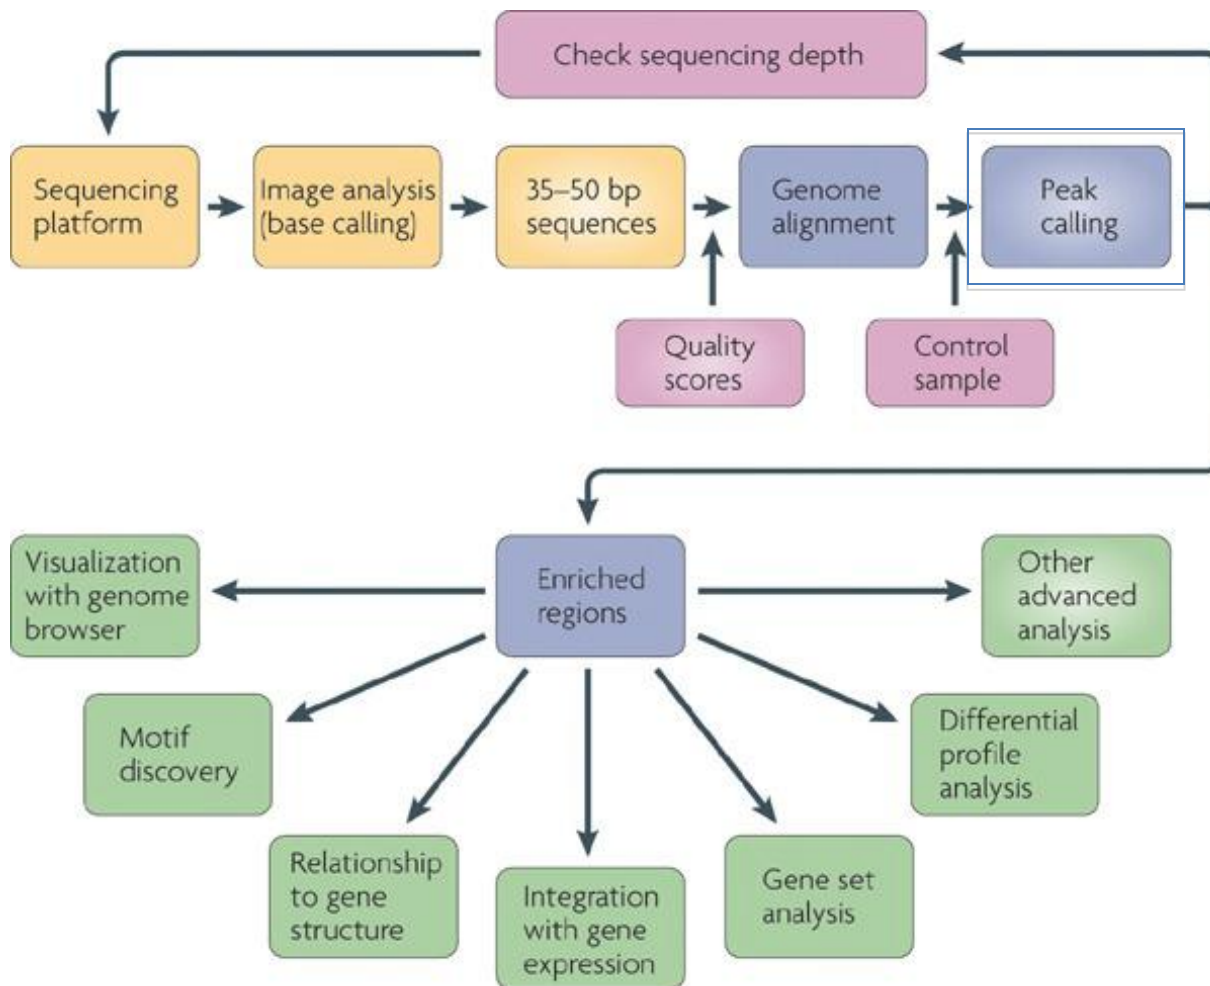 Check sequencing depth
Sequencing
platform
Image analysis
(base calling)
35–50 bp
sequences
Genome
alignment
Peak
calling
Quality
scores
Control
sample
Visualization
with genome
browser
Enriched
regions
Other
advanced
analysis
Motif
discovery
Differential
profile
analysis
Relationship
to gene
structure
Integration
with gene
expression
Gene set
analysis